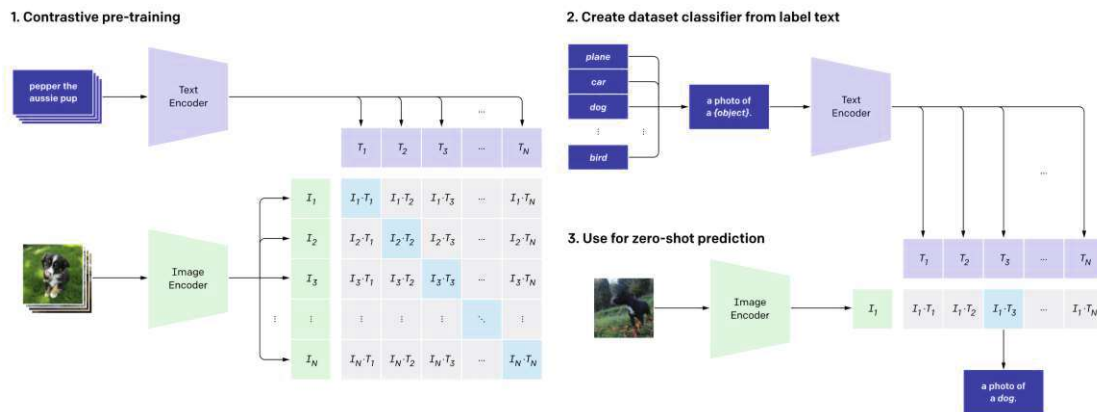 1. Contrastive pre-training
pepper the
aussie pup
Text
Encoder
...
T1 T2 T3 ... TN
I1 I1·T1 I1·T2 I1·T3 ... I1·TN
I2 I2·T1 I2·T2 I2·T3 ... I2·TN
Image
Encoder
I3 I3·T1 I3·T2 I3·T3 ... I3·TN
⋮ ⋮ ⋮ ⋮ ⋮ ⋱ ⋮
IN IN·T1 IN·T2 IN·T3 ... IN·TN
2. Create dataset classifier from label text
plane
car
dog
⋮ ⋮
bird
a photo of
a {object}.
Text
Encoder
...
3. Use for zero-shot prediction
T1 T2 T3 ... TN
Image
Encoder
I1 I1·T1 I1·T2 I1·T3 ... I1·TN
a photo of
a dog.